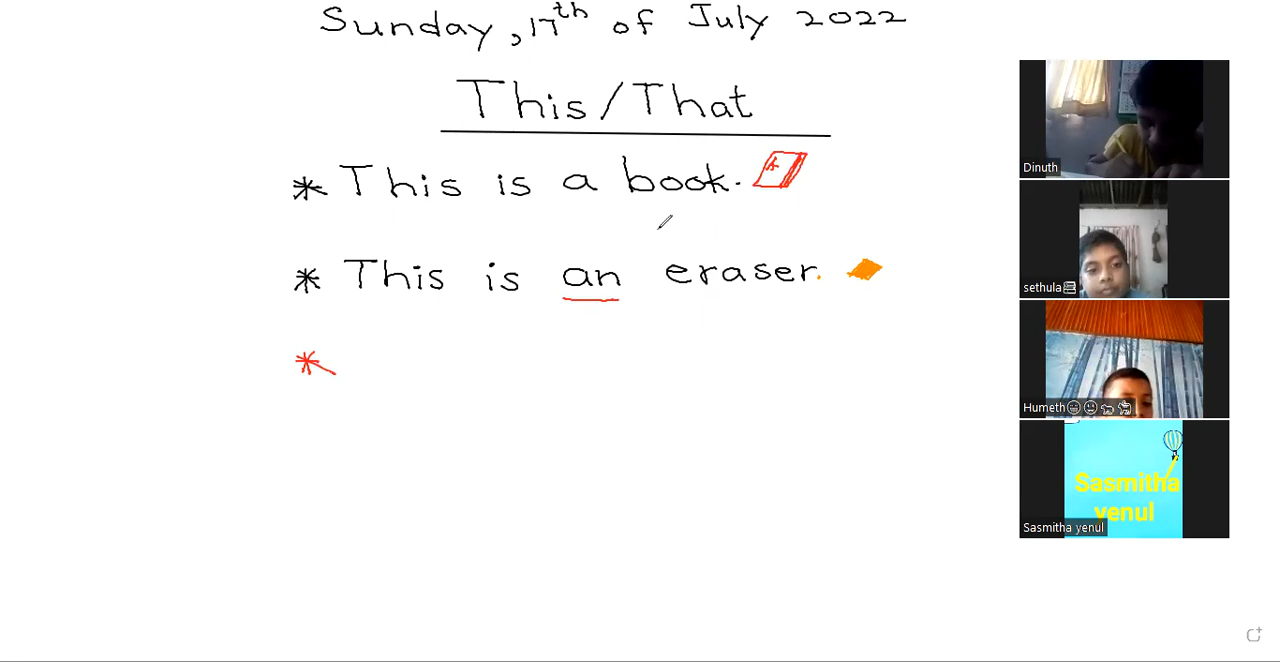 Sunday, 17th of July 2022
This/That
* This is a book.
* This is an eraser.
*
Dinuth
sethula
Humeth
Sasmitha
yenul
Sasmitha yenul